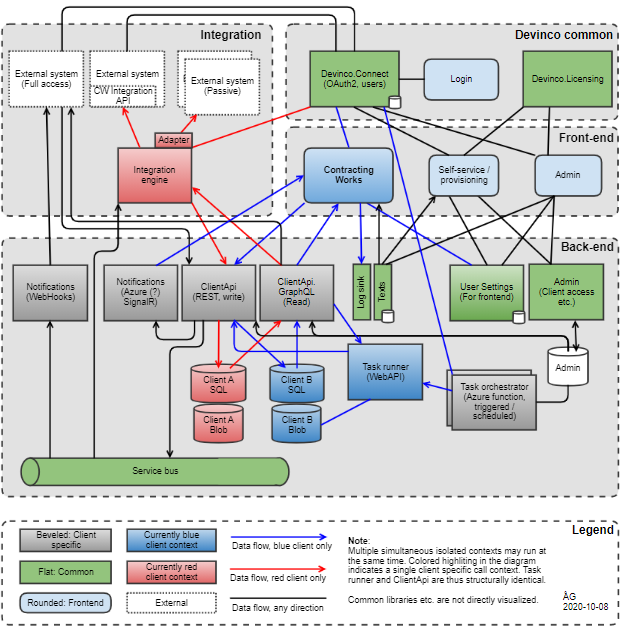 Integration
Devinco common
External system
(Full access)
External system
CW Integration
API
External system
(Passive)
Devinco.Connect
(OAuth2, users)
Login
Devinco.Licensing
Adapter
Integration
engine
Front-end
Contracting
Works
Self-service /
provisioning
Admin
Back-end
Notifications
(WebHooks)
Notifications
(Azure (?)
SignalR)
ClientApi
(REST, write)
ClientApi.
GraphQL
(Read)
Log sink
Texts
User Settings
(For frontend)
Admin
(Client access
etc.)
Client A
SQL
Client B
SQL
Task runner
(WebAPI)
Admin
Client A
Blob
Client B
Blob
Task orchestrator
(Azure function,
triggered /
scheduled)
Service bus
Legend
Beveled: Client
specific
Currently blue
client context
Data flow, blue client only
Flat: Common
Currently red
client context
Data flow, red client only
Rounded: Frontend
External
Data flow, any direction
Note:
Multiple simultaneous isolated contexts may run at
the same time. Colored highliting in the diagram
indicates a single client specific call context. Task
runner and ClientApi are thus structurally identical.
Common libraries etc. are not directly visualized.
ÅG
2020-10-08